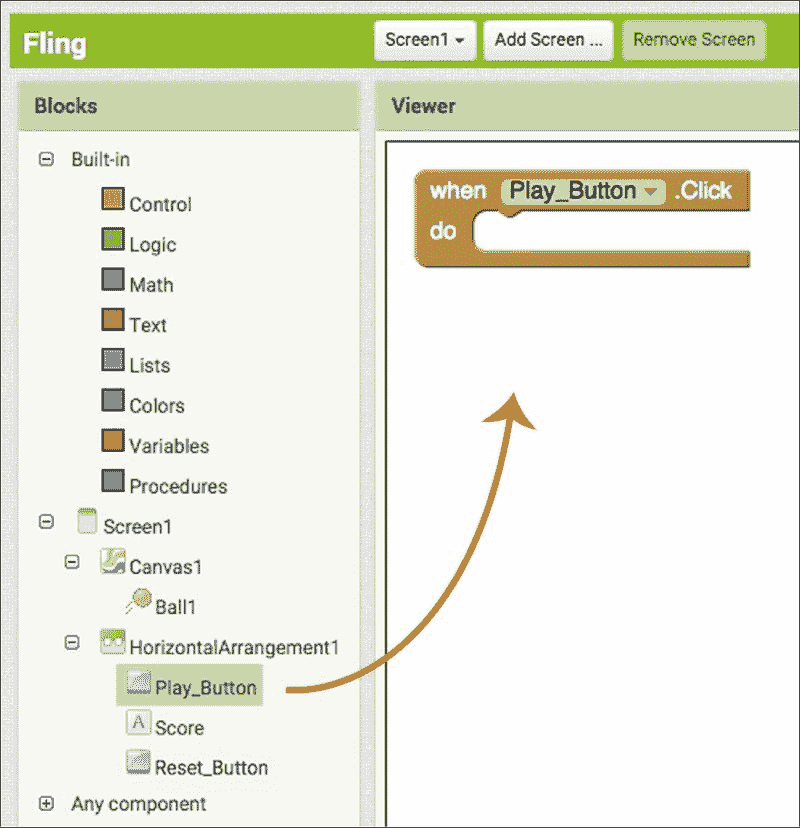 Fling
Screen1
Add Screen ...
Remove Screen
Blocks
Viewer
Built-in
Control
Logic
Math
Text
Lists
Colors
Variables
Procedures
Screen1
Canvas1
Ball1
HorizontalArrangement1
Play_Button
A
Score
Reset_Button
Any component
when Play_Button .Click
do